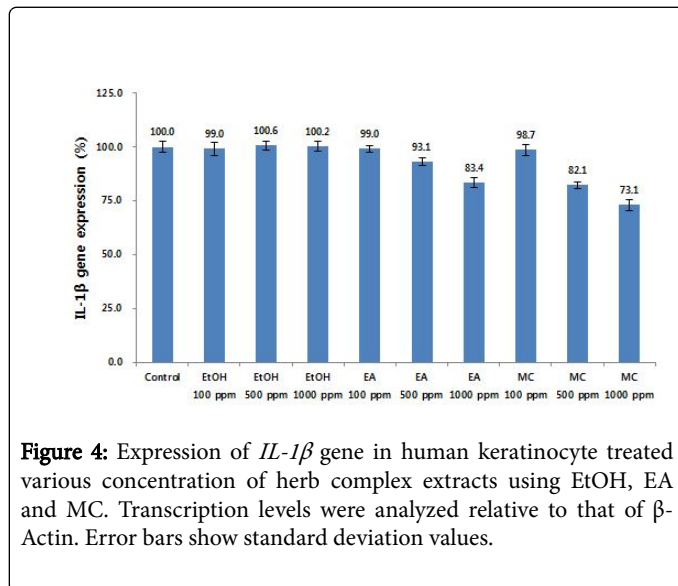 125.0
100.0
75.0
50.0
25.0
0.0
IL-1β gene expression (%)
100.0 99.0 100.6 100.2 99.0 93.1 83.4 98.7 82.1 73.1
Control EtOH EtOH EtOH EA EA EA MC MC MC
100 ppm 500 ppm 1000 ppm 100 ppm 500 ppm 1000 ppm 100 ppm 500 ppm 1000 ppm
Figure 4: Expression of IL-1β gene in human keratinocyte treated
various concentration of herb complex extracts using EtOH, EA
and MC. Transcription levels were analyzed relative to that of β-
Actin. Error bars show standard deviation values.